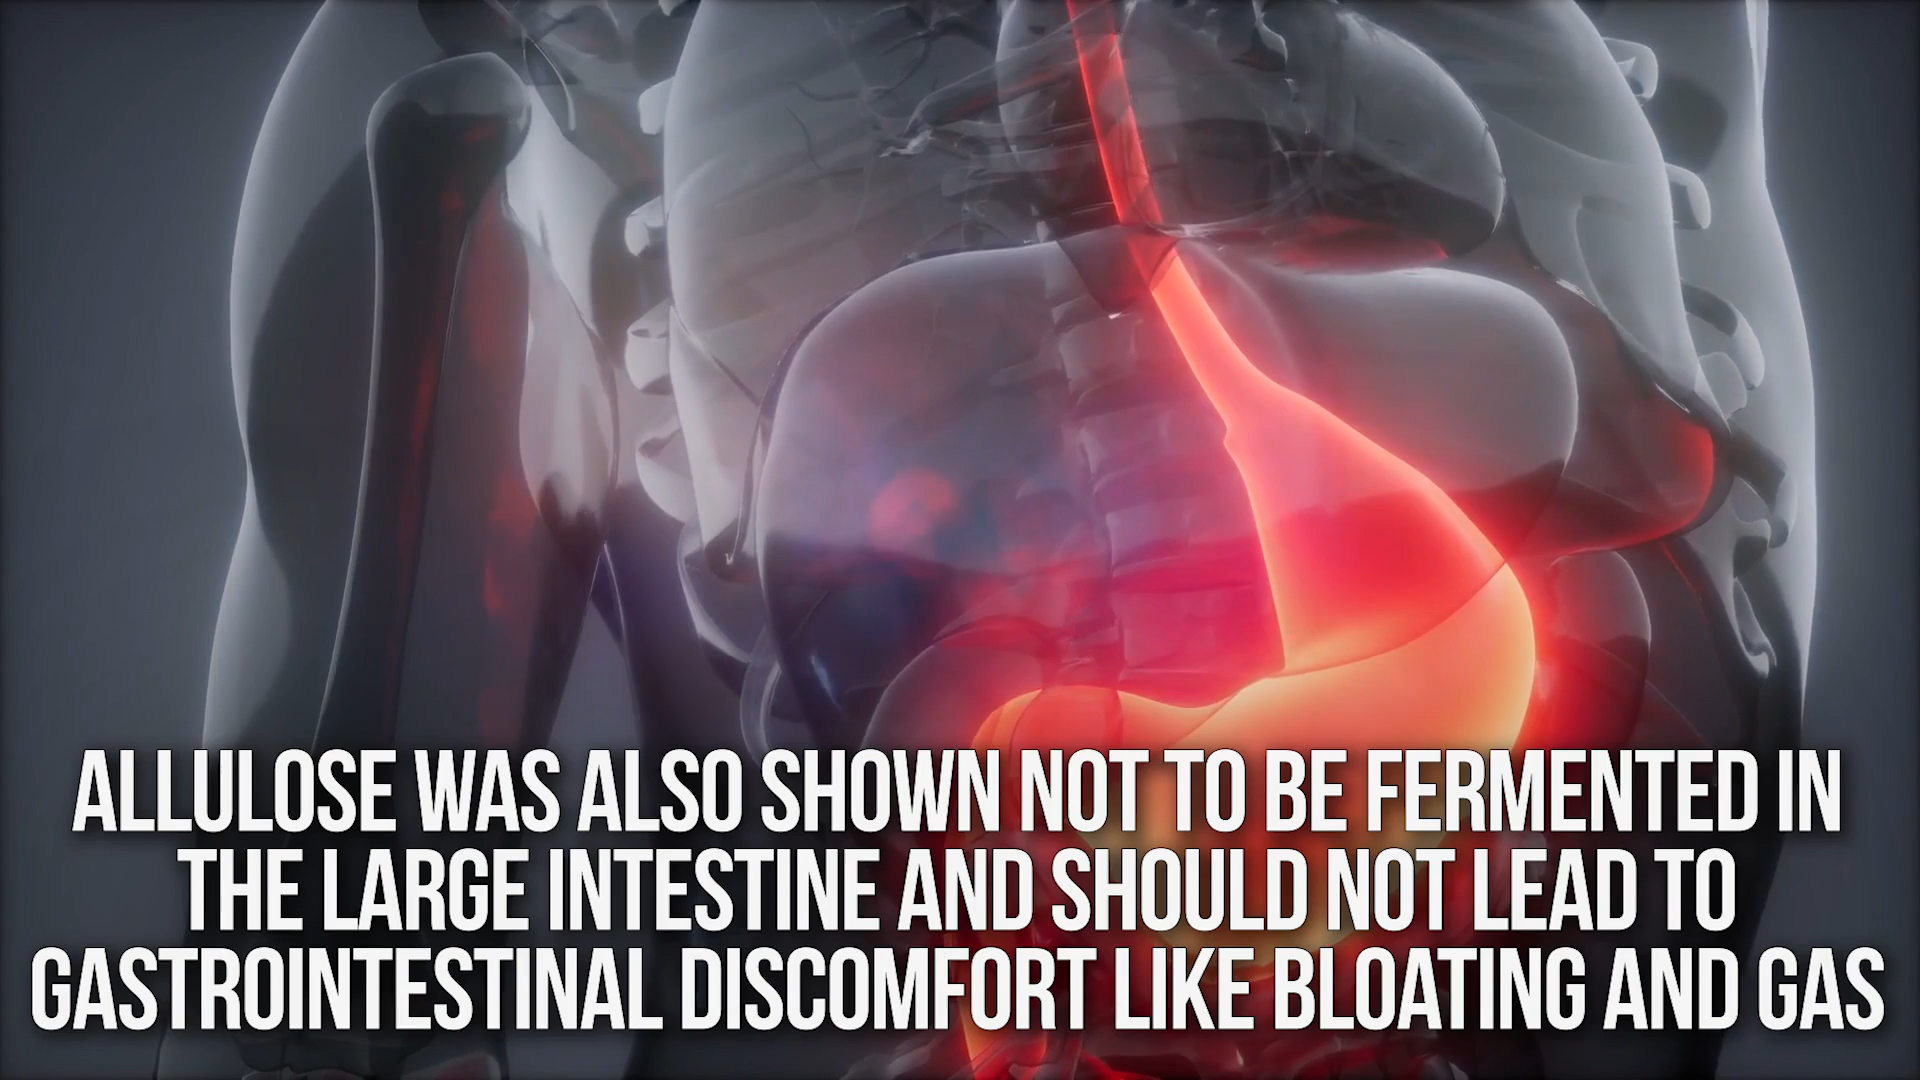 ALLULOSE WAS ALSO SHOWN NOT TO BE FERMENTED IN
THE LARGE INTESTINE AND SHOULD NOT LEAD TO
GASTROINTESTINAL DISCOMFORT LIKE BLOATING AND GAS